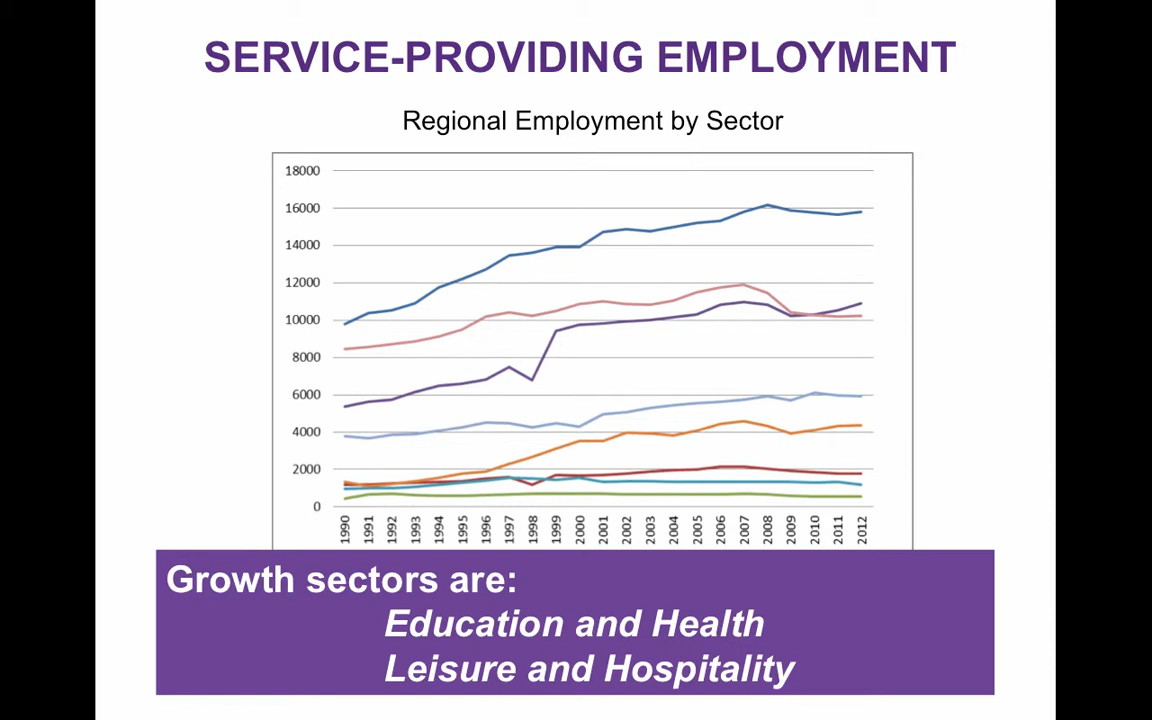 SERVICE-PROVIDING EMPLOYMENT
Regional Employment by Sector
18000
16000
14000
12000
10000
8000
6000
4000
2000
0
1990 1991 1992 1993 1994 1995 1996 1997 1998 1999 2000 2001 2002 2003 2004 2005 2006 2007 2008 2009 2010 2011 2012
Growth sectors are:
Education and Health
Leisure and Hospitality